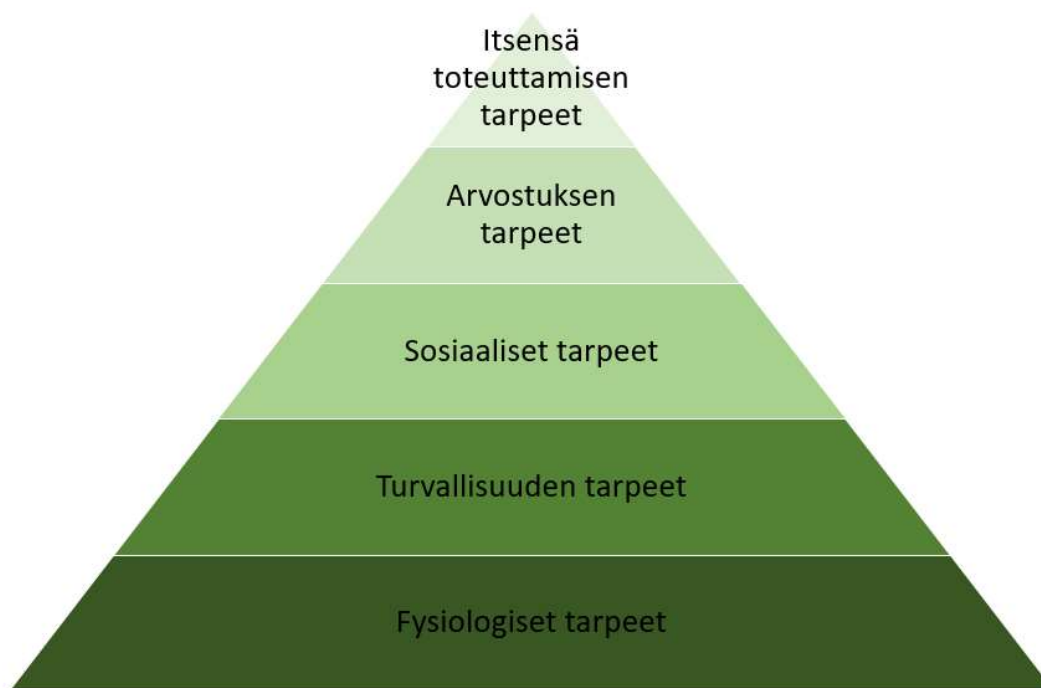 Itsensä
toteuttamisen
tarpeet
Arvostuksen
tarpeet
Sosiaaliset tarpeet
Turvallisuuden tarpeet
Fysiologiset tarpeet